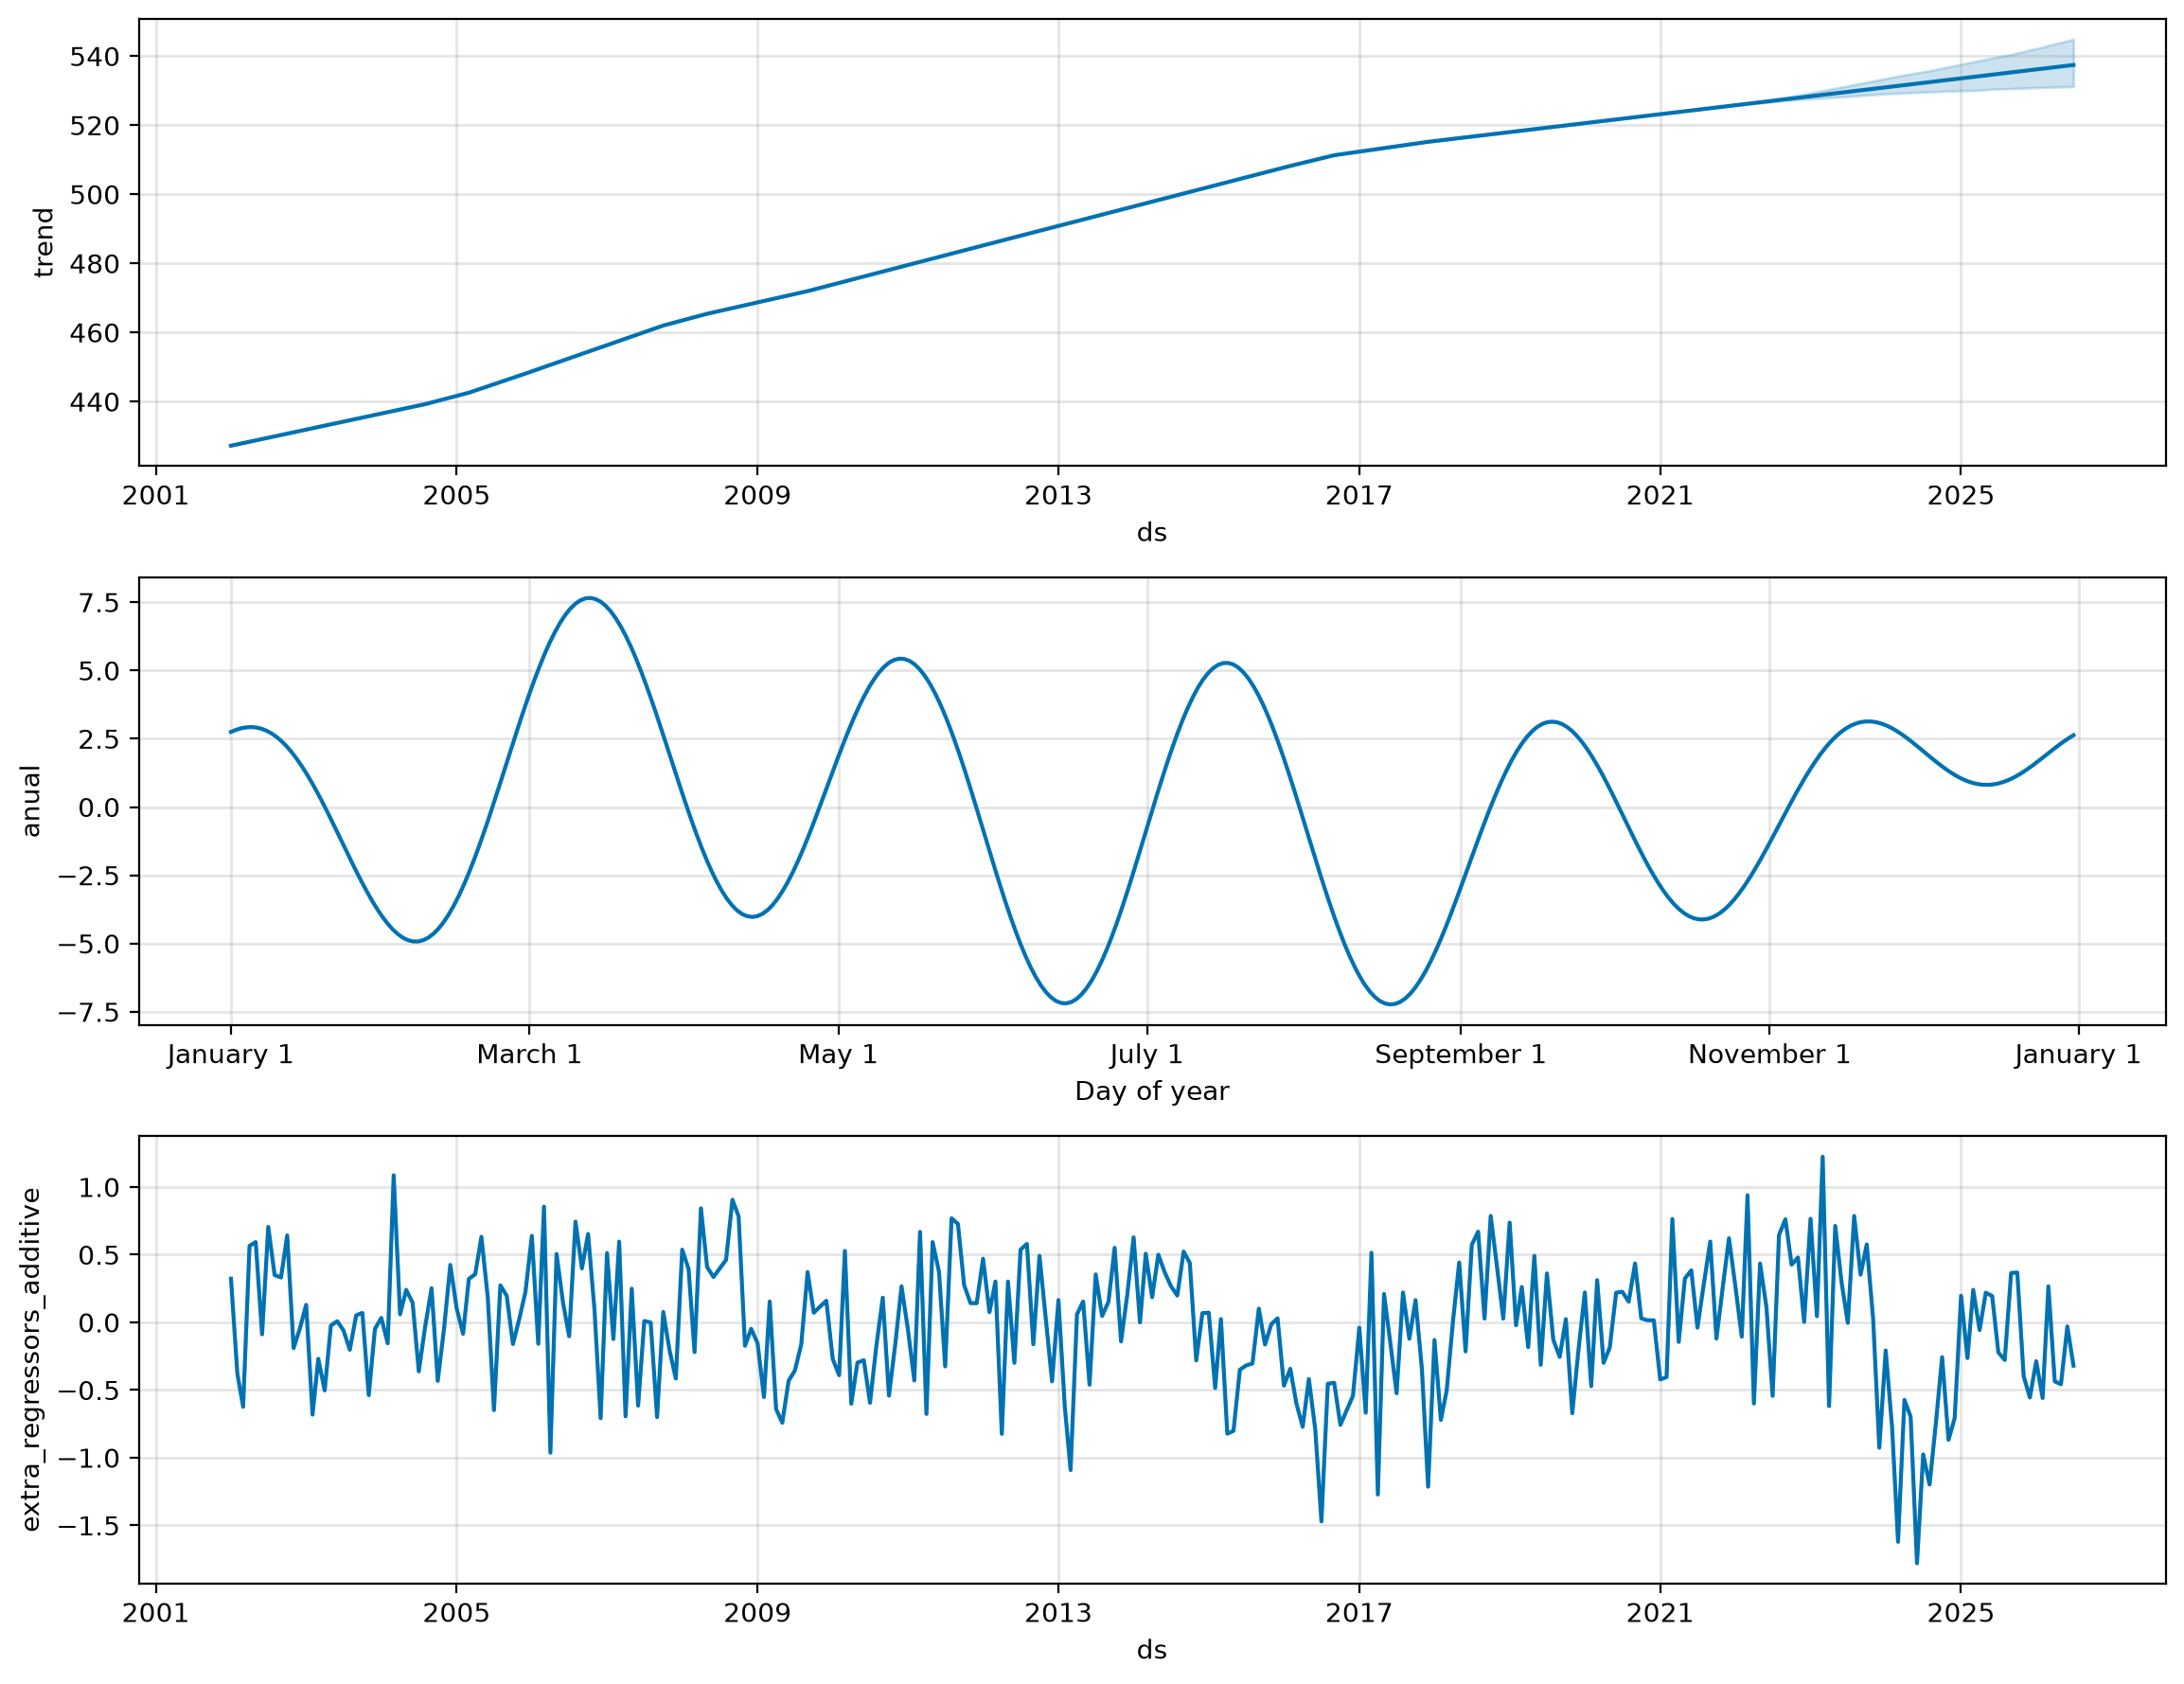 540
520
500
480
460
440
trend
2001 2005 2009 2013 2017 2021 2025
ds
7.5
5.0
2.5
0.0
−2.5
−5.0
−7.5
anual
January 1 March 1 May 1 July 1 September 1 November 1 January 1
Day of year
1.0
0.5
0.0
−0.5
−1.0
−1.5
extra_regressors_additive
2001 2005 2009 2013 2017 2021 2025
ds